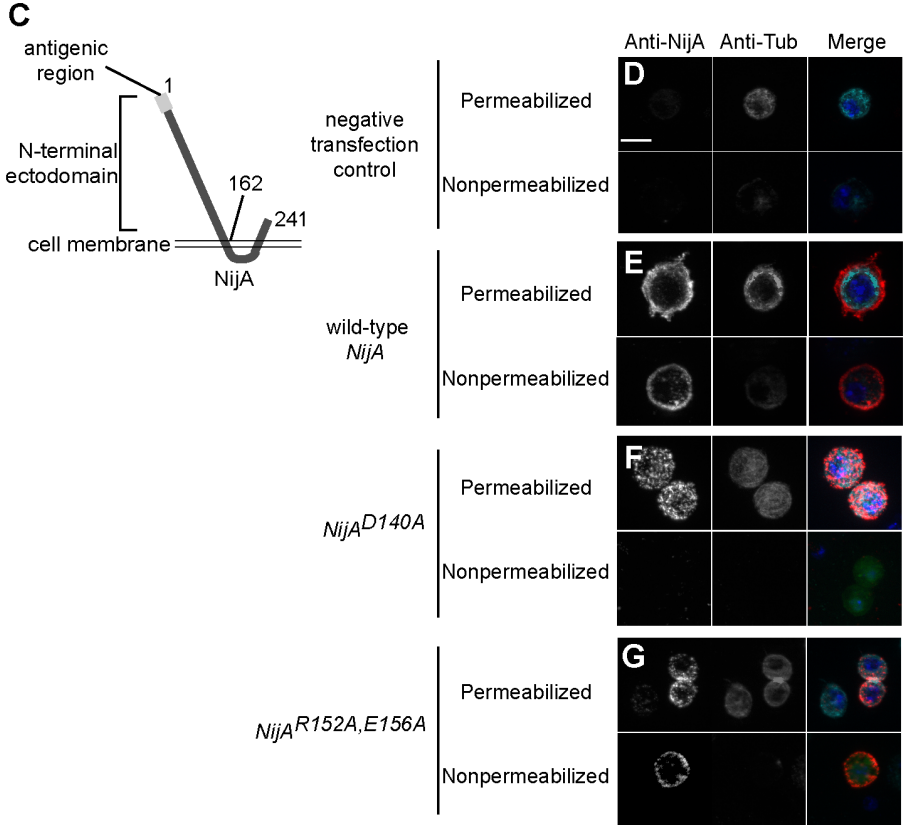 C
antigenic
region
1
N-terminal
ectodomain
162
241
cell membrane
NijA
Anti-NijA Anti-Tub Merge
negative
transfection
control
Permeabilized
D
Nonpermeabilized
wild-type
NijA
Permeabilized
E
Nonpermeabilized
NijA D140A
Permeabilized
F
Nonpermeabilized
NijA R152A,E156A
Permeabilized
G
Nonpermeabilized